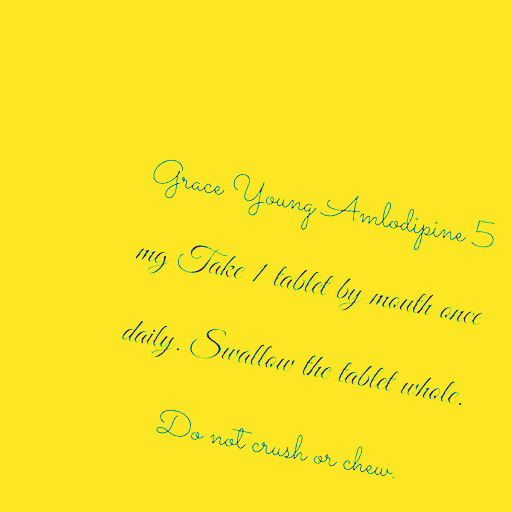 Grace Young Amlodipine 5
mg Take 1 tablet by mouth once
daily. Swallow the tablet whole.
Do not crush or chew.